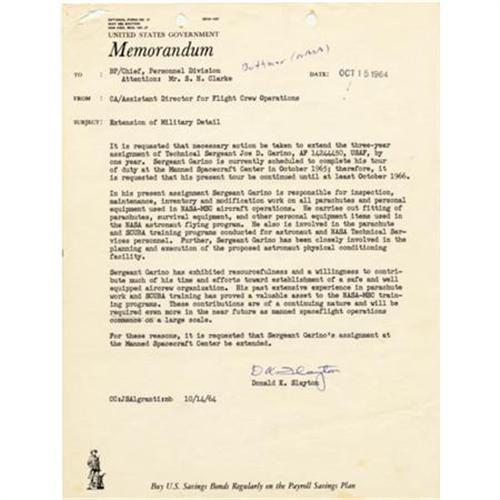 UNITED STATES GOVERNMENT
Memorandum
TO : BP/Chief, Personnel Division
Attention: Mr. S. H. Clarke
DATE: OCT 15 1964
FROM : CA/Assistant Director for Flight Crew Operations
SUBJECT: Extension of Military Detail
It is requested that necessary action be taken to extend the three-year
assignment of Technical Sergeant Joe D. Garino, AF 14244450, USAF, by
one year. Sergeant Garino is currently scheduled to complete his tour
of duty at the Manned Spacecraft Center in October 1965; therefore, it
is requested that his present tour be continued until at least October 1966.
In his present assignment Sergeant Garino is responsible for inspection,
maintenance, inventory and modification work on all parachutes and personal
equipment used in NASA-MSC aircraft operations. He carries out fitting of
parachutes, survival equipment, and other personal equipment items used in
the NASA astronaut flying program. He also is involved in the parachute
and SCUBA training programs conducted for astronaut and NASA Technical Ser-
vices personnel. Further, Sergeant Garino has been closely involved in the
planning and execution of the proposed astronaut physical conditioning
facility.
Sergeant Garino has exhibited resourcefulness and a willingness to contri-
bute much of his time and efforts toward establishment of a safe and well
equipped aircrew organization. His past extensive experience in parachute
work and SCUBA training has proved a valuable asset to the NASA-MSC train-
ing programs. These contributions are of a continuing nature and will be
required even more in the near future as manned spaceflight operations
commence on a large scale.
For these reasons, it is requested that Sergeant Garino's assignment at
the Manned Spacecraft Center be extended.
D K Slayton
Donald K. Slayton
CC:JSAlgranti:mb 10/14/64
Buy U.S. Savings Bonds Regularly on the Payroll Savings Plan